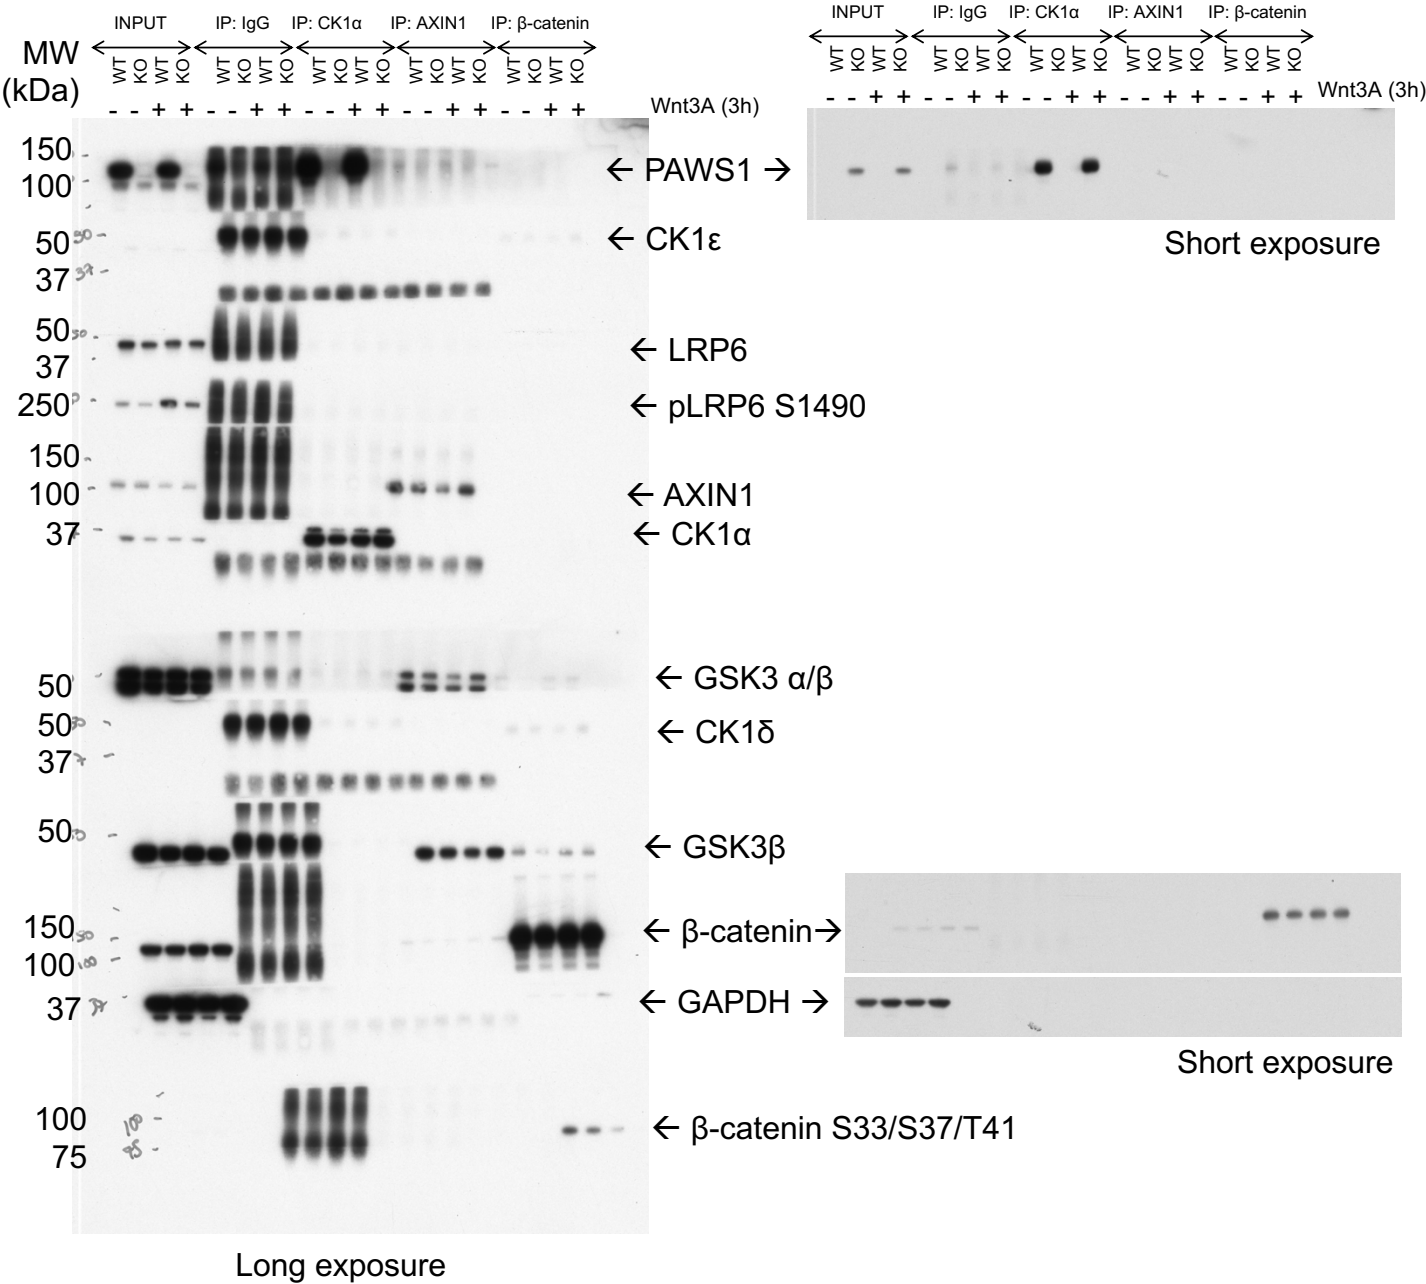 INPUT IP: IgG IP: CK1α IP: AXIN1 IP: β-catenin
MW
(kDa)
WT KO WT KO WT KO WT KO WT KO WT KO WT KO WT KO WT KO WT KO
- - + + - - + + - - + + - - + + - - + + Wnt3A (3h)
INPUT IP: IgG IP: CK1α IP: AXIN1 IP: β-catenin
WT KO WT KO WT KO WT KO WT KO WT KO WT KO WT KO WT KO WT KO
- - + + - - + + - - + + - - + + - - + + Wnt3A (3h)
150
← PAWS1 →
100
Short exposure
50 50 ← CK1ε
37 37
50 50
← LRP6
37
250 ← pLRP6 S1490
150
100 ← AXIN1
37 ← CK1α
← GSK3 α/β
50
50 ← CK1δ
37
50 ← GSK3β
150 ← β-catenin→
100 100
37 ← GAPDH →
Short exposure
100 100 ← β-catenin S33/S37/T41
75
Long exposure